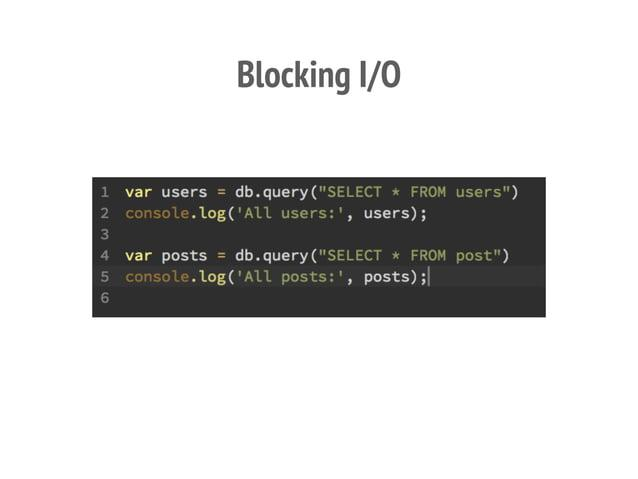 Blocking I/O
1 var users = db.query("SELECT * FROM users")
2 console.log('All users:', users);
3
4 var posts = db.query("SELECT * FROM post")
5 console.log('All posts:', posts);
6